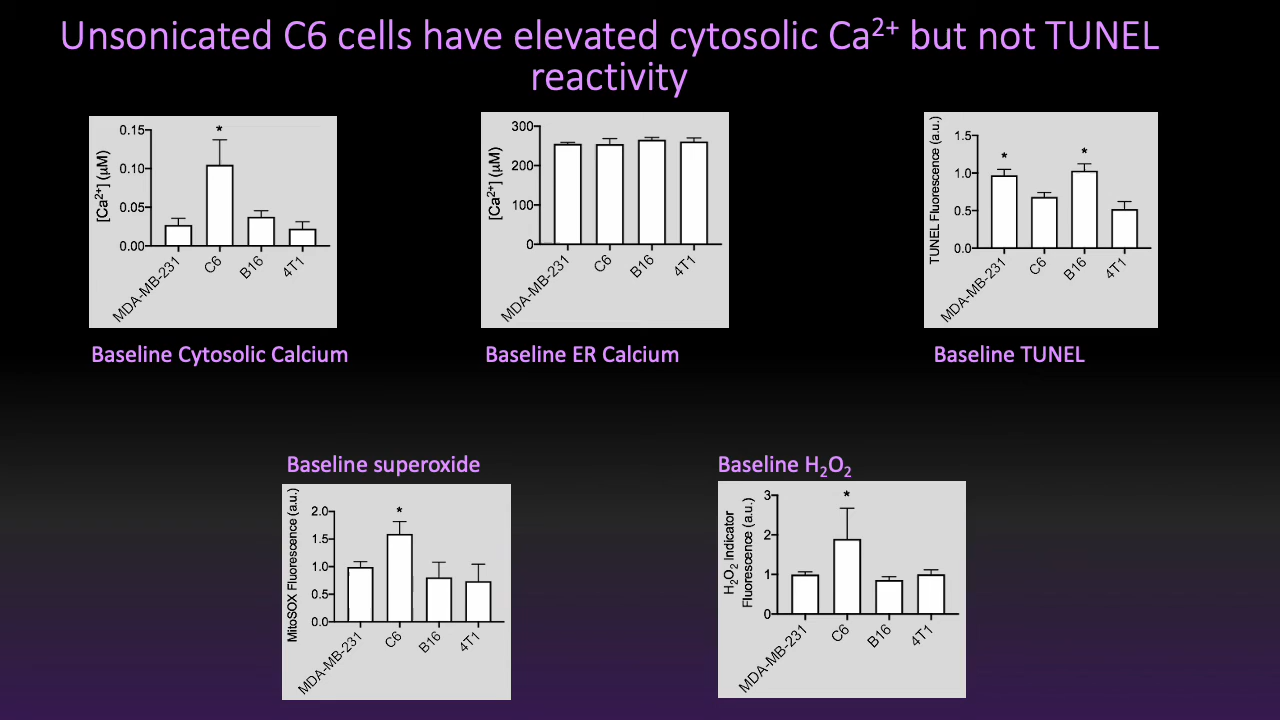 Unsonicated C6 cells have elevated cytosolic Ca²⁺ but not TUNEL
reactivity
[Ca²⁺] (μM)
0.15
0.10
0.05
0.00
*
MDA-MB-231
C6
B16
4T1
Baseline Cytosolic Calcium
[Ca²⁺] (μM)
300
200
100
0
MDA-MB-231
C6
B16
4T1
Baseline ER Calcium
TUNEL Fluorescence (a.u.)
1.5
1.0
0.5
0.0
*
*
MDA-MB-231
C6
B16
4T1
Baseline TUNEL
Baseline superoxide
MitoSOX Fluorescence (a.u.)
2.0
1.5
1.0
0.5
0.0
*
MDA-MB-231
C6
B16
4T1
Baseline H₂O₂
H₂O₂ Indicator
Fluorescence (a.u.)
3
2
1
0
*
MDA-MB-231
C6
B16
4T1